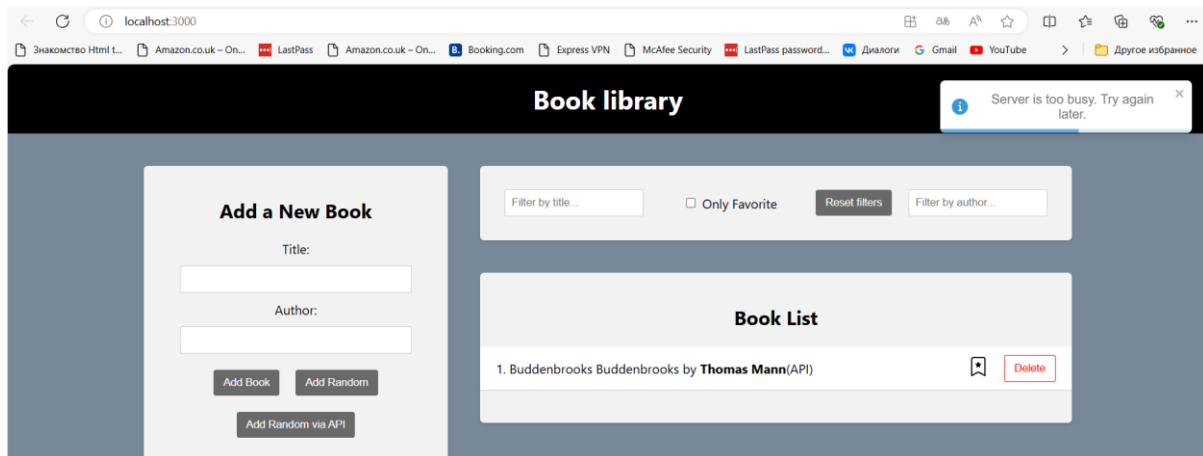 localhost:3000
Знакомство Html t... Amazon.co.uk – On... LastPass Amazon.co.uk – On... B. Booking.com Express VPN McAfee Security LastPass password... Диалоги G Gmail YouTube Другое избранное
Book library
Server is too busy. Try again
later.
Add a New Book
Title:
Author:
Add Book Add Random
Add Random via API
Filter by title... Only Favorite Reset filters Filter by author...
Book List
1. Buddenbrooks Buddenbrooks by Thomas Mann(API) Delete